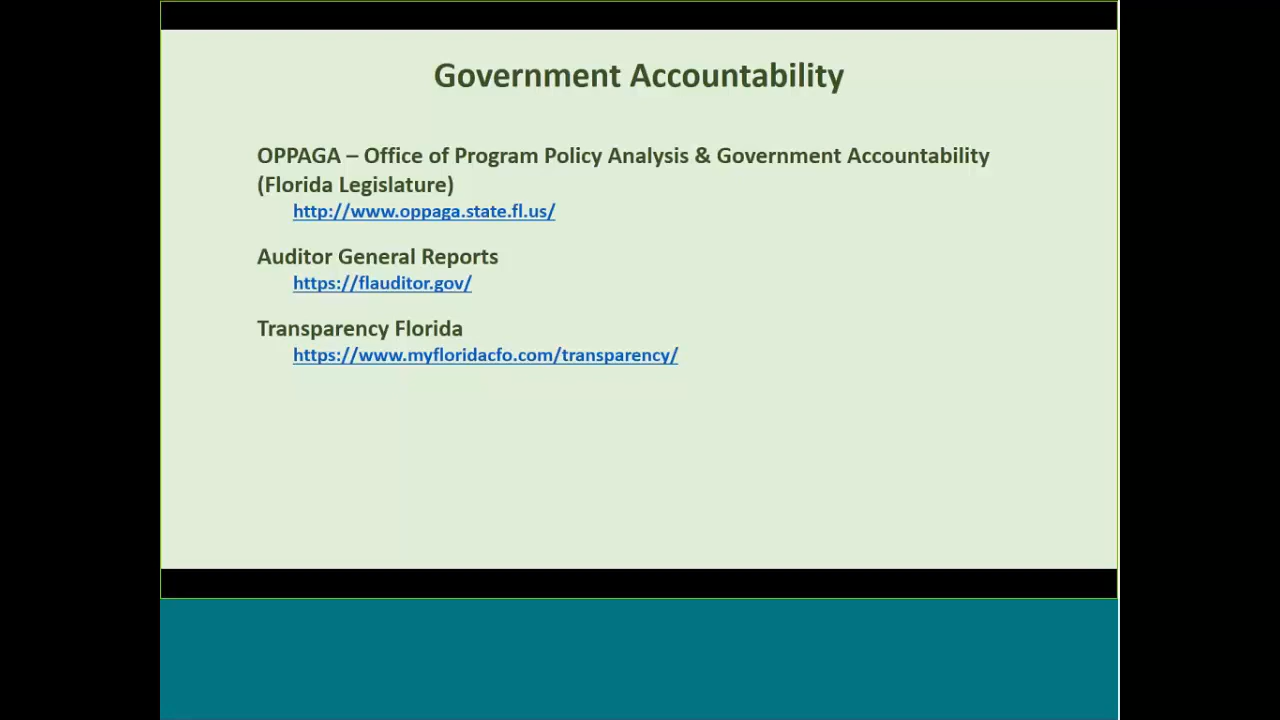 Government Accountability
OPPAGA – Office of Program Policy Analysis & Government Accountability
(Florida Legislature)
http://www.oppaga.state.fl.us/
Auditor General Reports
https://flauditor.gov/
Transparency Florida
https://www.myfloridacfo.com/transparency/